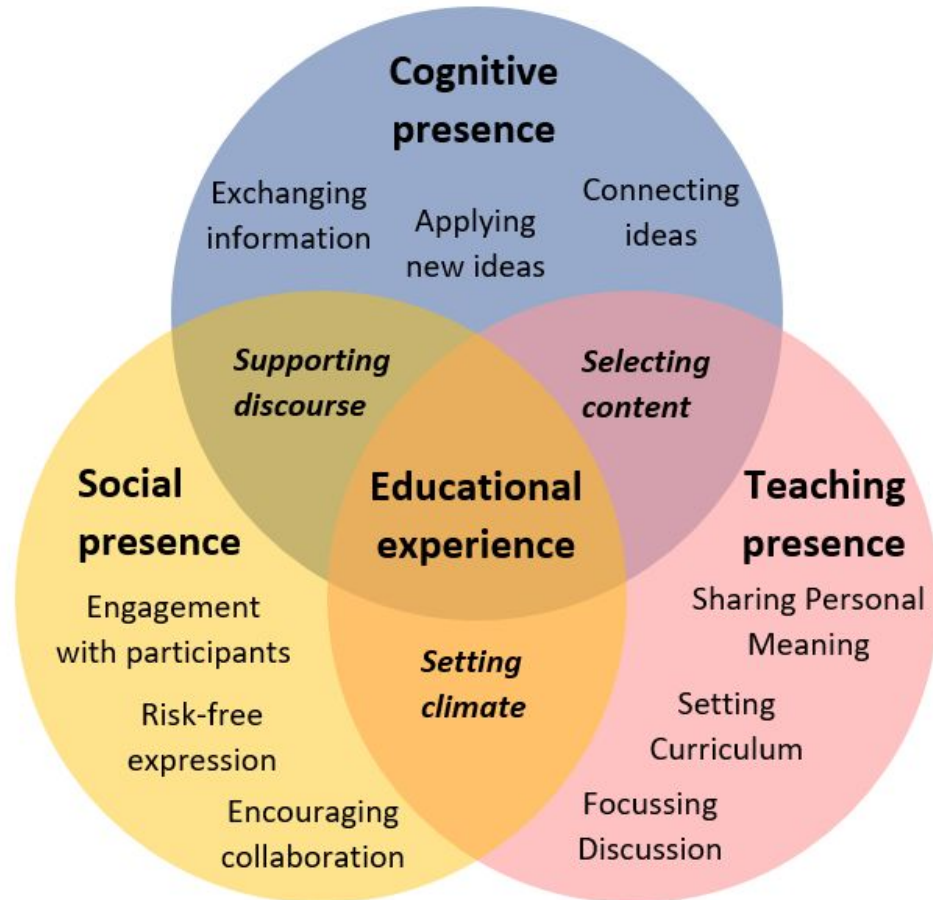 Cognitive
presence
Exchanging
information
Applying
new ideas
Connecting
ideas
Supporting
discourse
Selecting
content
Social
presence
Educational
experience
Teaching
presence
Engagement
with participants
Risk-free
expression
Encouraging
collaboration
Setting
climate
Sharing Personal
Meaning
Setting
Curriculum
Focussing
Discussion